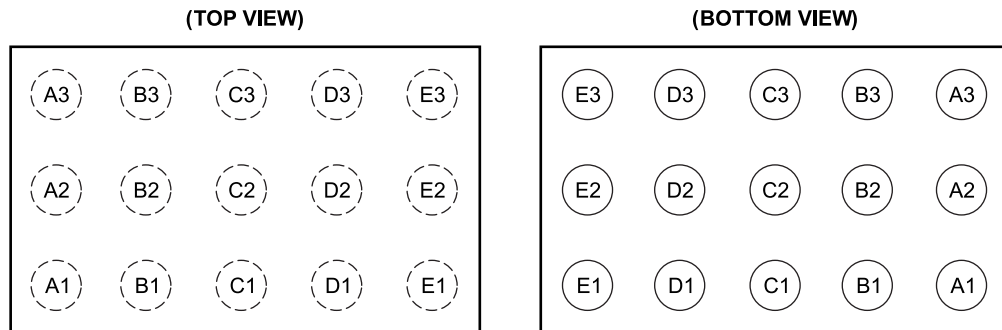 (TOP VIEW)
A3 B3 C3 D3 E3
A2 B2 C2 D2 E2
A1 B1 C1 D1 E1
(BOTTOM VIEW)
E3 D3 C3 B3 A3
E2 D2 C2 B2 A2
E1 D1 C1 B1 A1